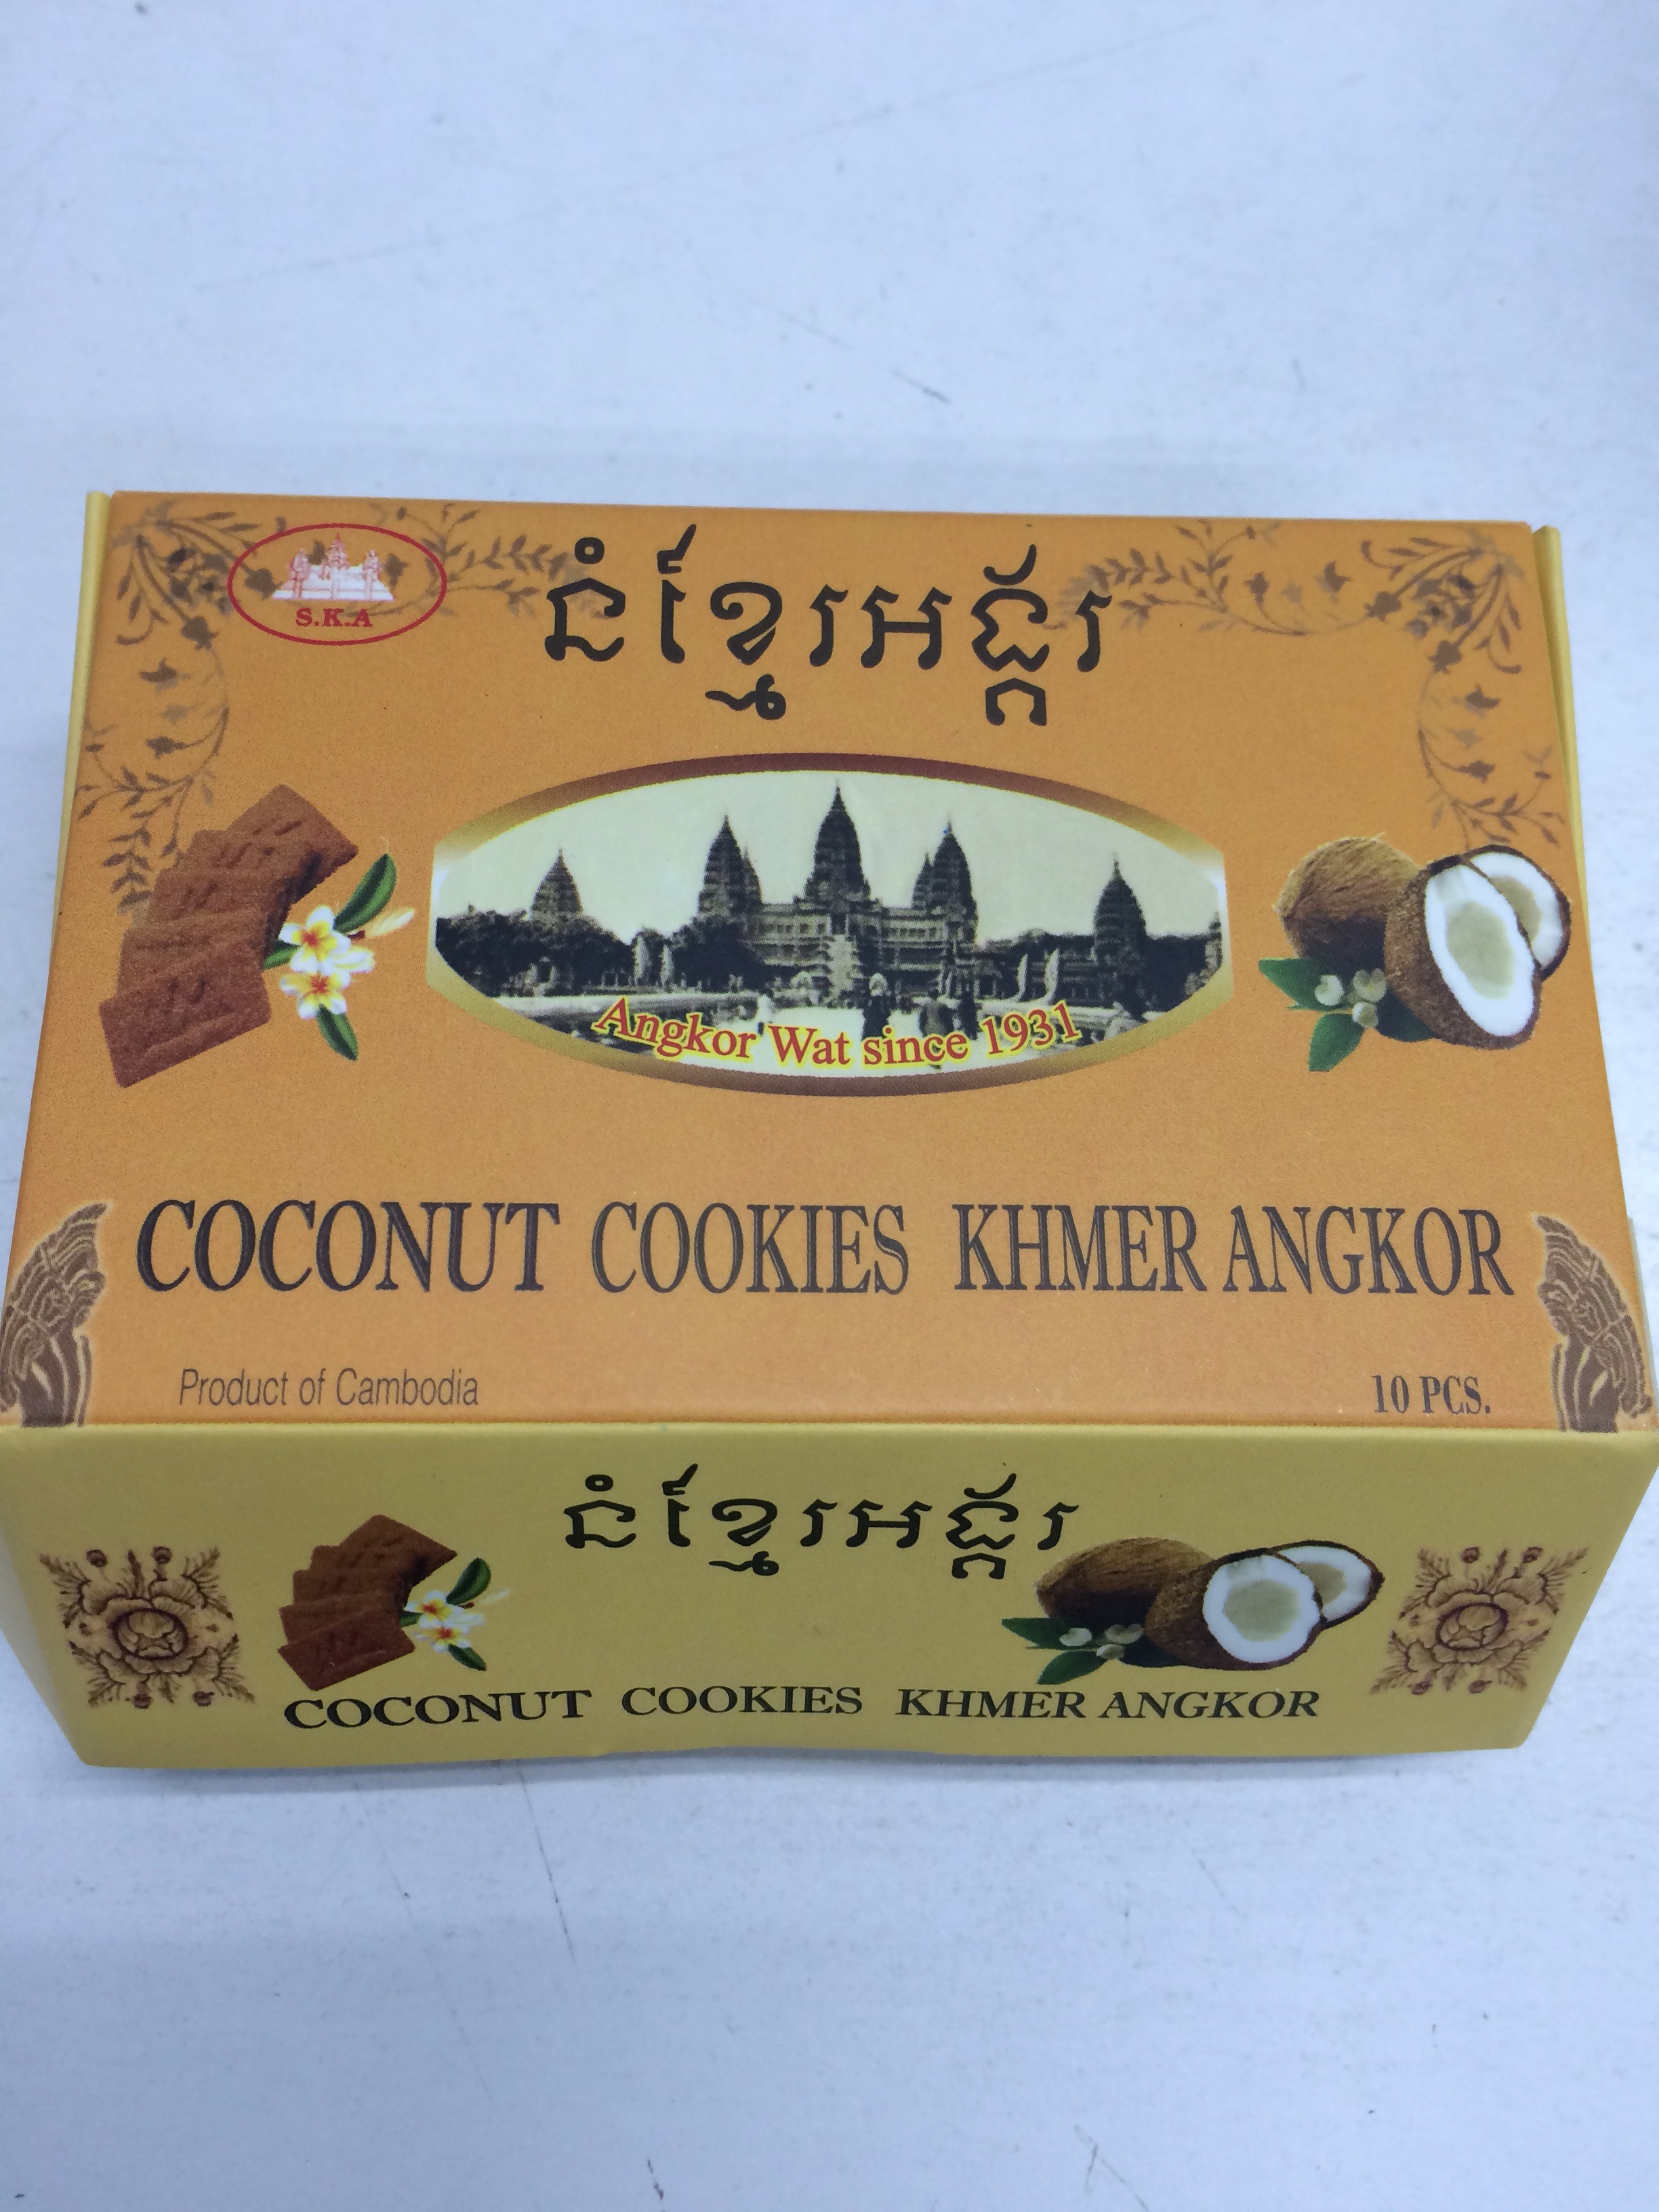 S.K.A
នំខ្មែរអង្គរ
Angkor Wat since 1931
COCONUT COOKIES KHMER ANGKOR
Product of Cambodia
10 PCS.
នំខ្មែរអង្គរ
COCONUT COOKIES KHMER ANGKOR